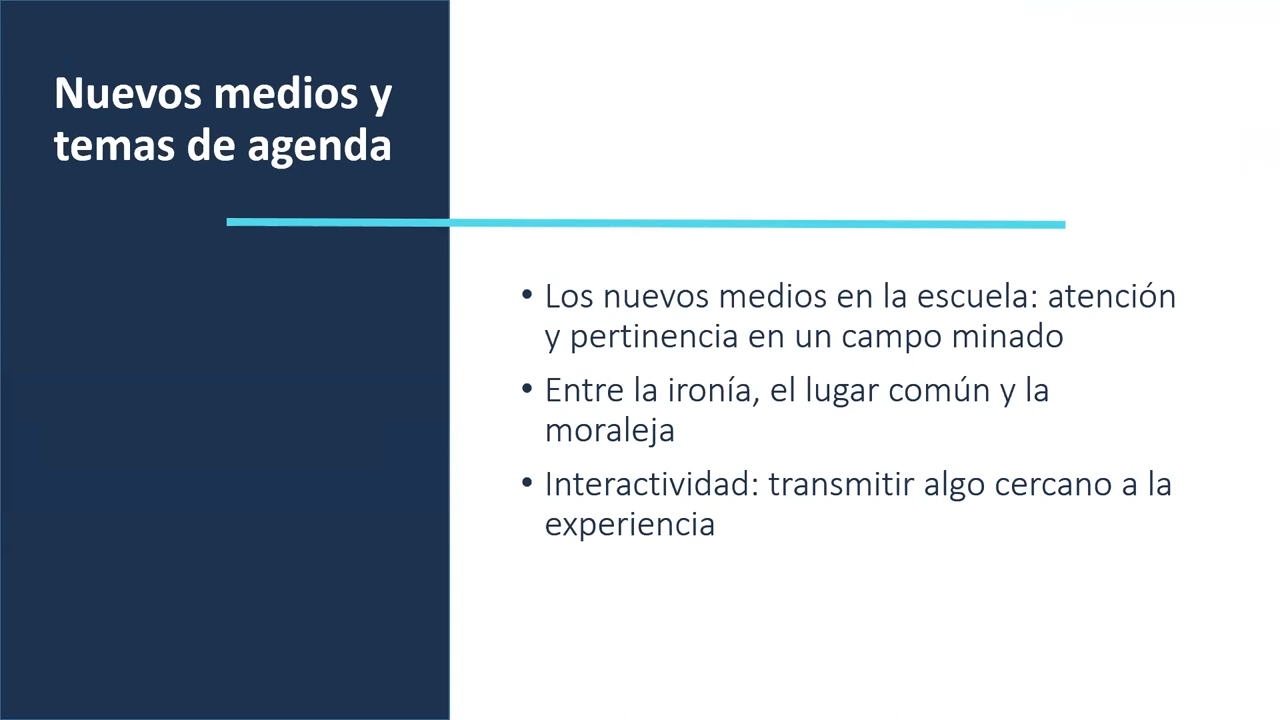 Nuevos medios y
temas de agenda
• Los nuevos medios en la escuela: atención
y pertinencia en un campo minado
• Entre la ironía, el lugar común y la
moraleja
• Interactividad: transmitir algo cercano a la
experiencia